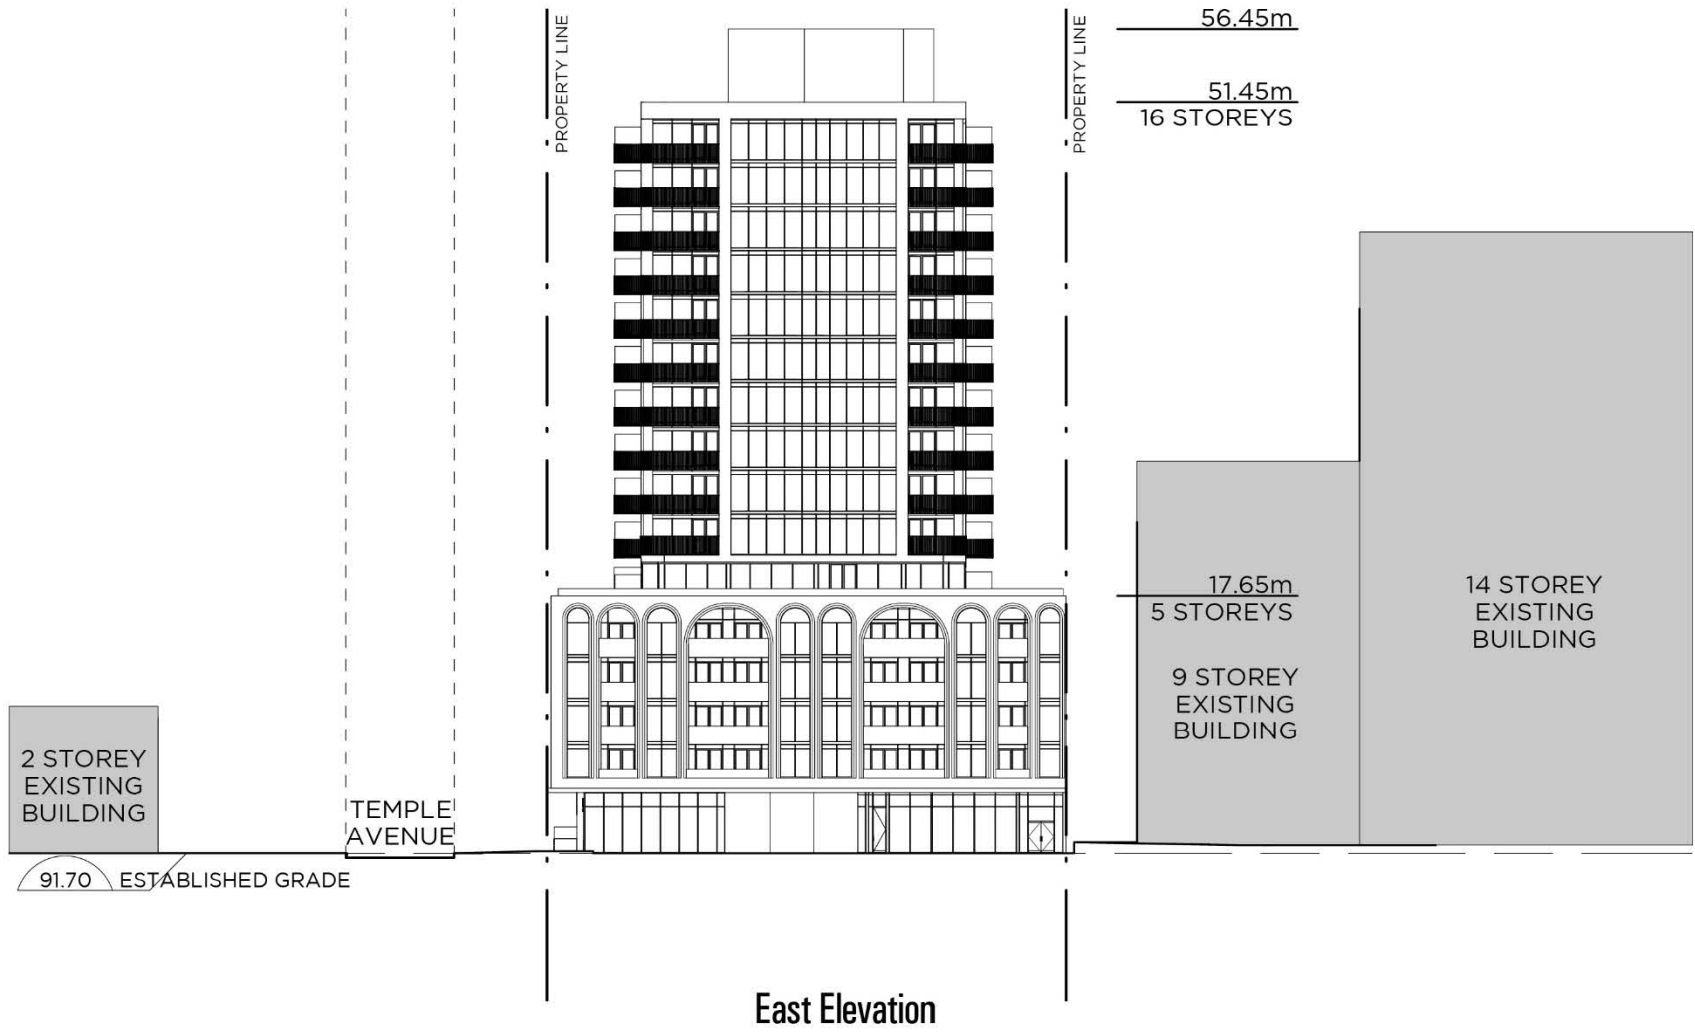 PROPERTY LINE
PROPERTY LINE
56.45m
51.45m
16 STOREYS
17.65m
5 STOREYS
9 STOREY
EXISTING
BUILDING
14 STOREY
EXISTING
BUILDING
2 STOREY
EXISTING
BUILDING
TEMPLE
AVENUE
91.70 ESTABLISHED GRADE
East Elevation